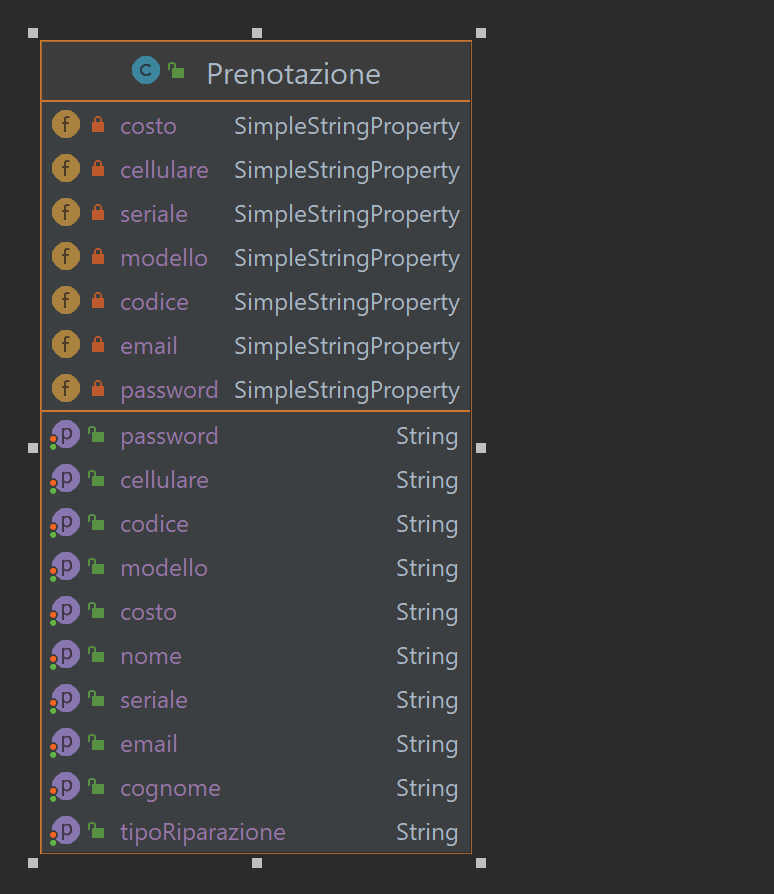 C Prenotazione
f costo SimpleStringProperty
f cellulare SimpleStringProperty
f seriale SimpleStringProperty
f modello SimpleStringProperty
f codice SimpleStringProperty
f email SimpleStringProperty
f password SimpleStringProperty
p password String
p cellulare String
p codice String
p modello String
p costo String
p nome String
p seriale String
p email String
p cognome String
p tipoRiparazione String